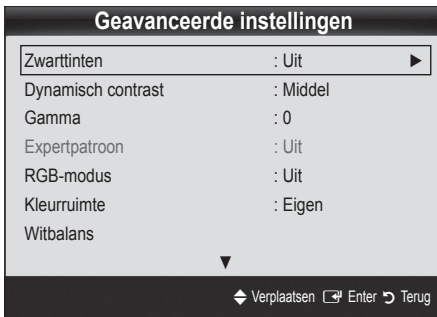 Geavanceerde instellingen
Zwarttinten : Uit ►
Dynamisch contrast : Middel
Gamma : 0
Expertpatroon : Uit
RGB-modus : Uit
Kleurruimte : Eigen
Witbalans
▼
Verplaatsen Enter Terug